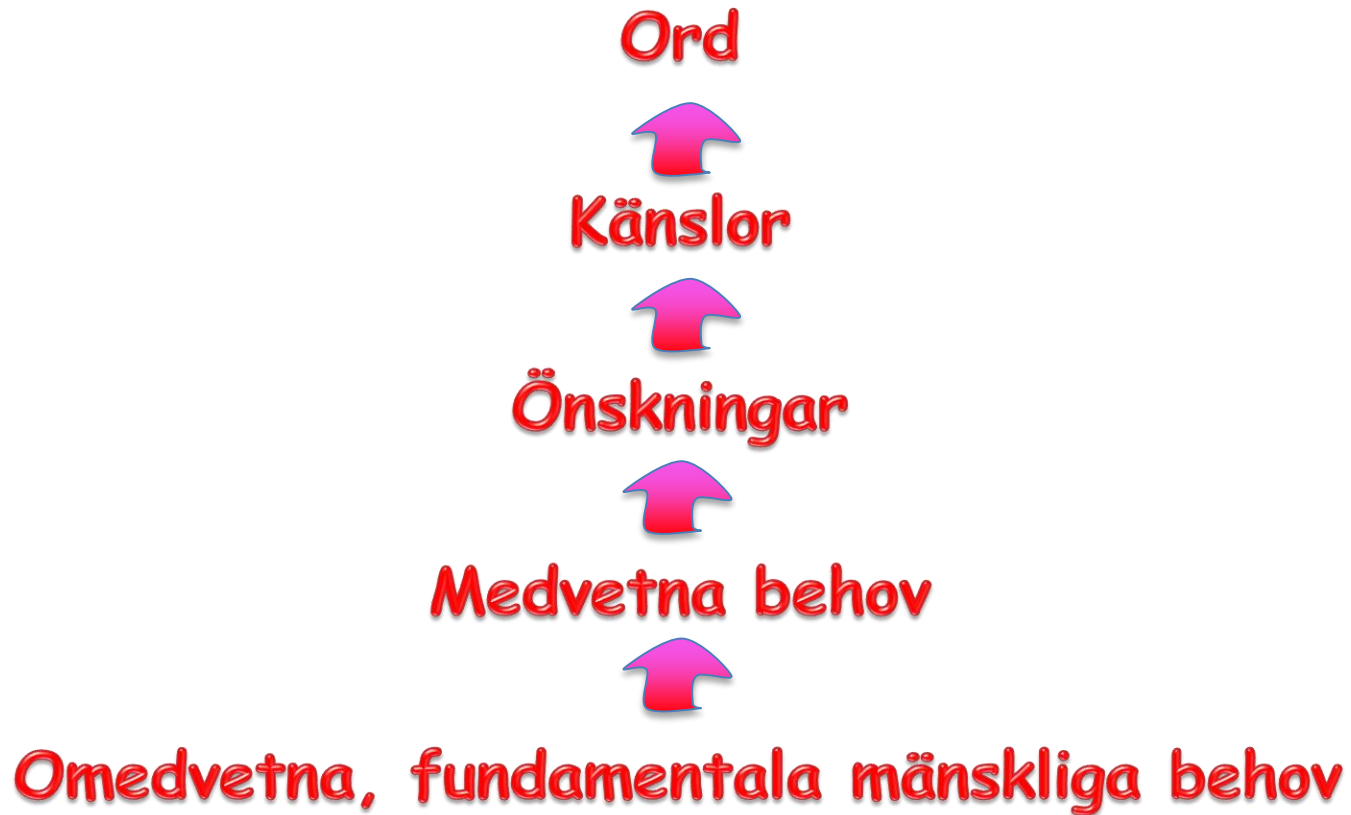 Ord
Känslor
Önskningar
Medvetna behov
Omedvetna, fundamentala mänskliga behov